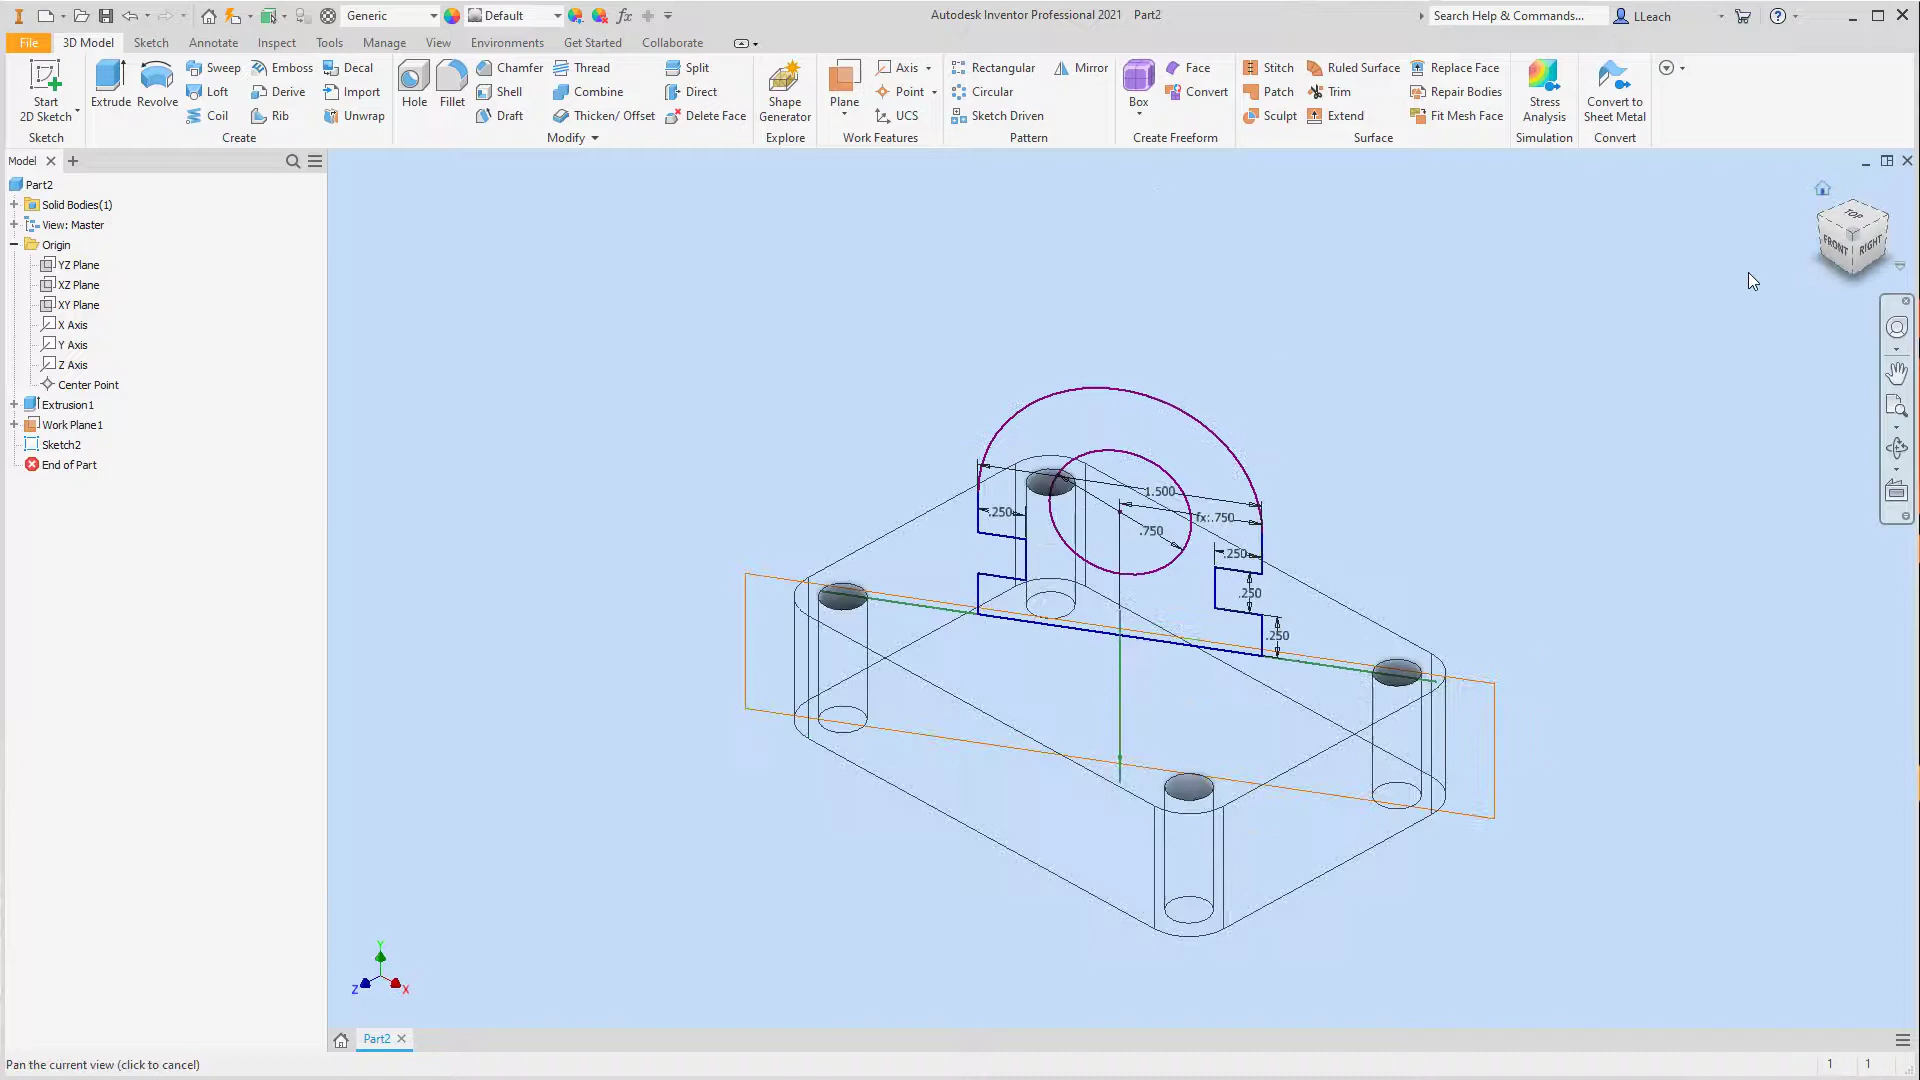 Generic
Default
fx
Autodesk Inventor Professional 2021 Part2
Search Help & Commands...
LLeach
File 3D Model Sketch Annotate Inspect Tools Manage View Environments Get Started Collaborate
Start
2D Sketch
Sketch
Extrude
Revolve
Sweep
Loft
Coil
Emboss
Derive
Rib
Decal
Import
Unwrap
Create
Hole
Fillet
Chamfer
Shell
Draft
Thread
Combine
Thicken/ Offset
Split
Direct
Delete Face
Modify
Shape
Generator
Explore
Plane
Axis
Point
UCS
Work Features
Rectangular
Circular
Sketch Driven
Mirror
Pattern
Box
Face
Convert
Create Freeform
Stitch
Patch
Sculpt
Ruled Surface
Trim
Extend
Replace Face
Repair Bodies
Fit Mesh Face
Surface
Stress
Analysis
Simulation
Convert to
Sheet Metal
Convert
Model
Part2
Solid Bodies(1)
View: Master
Origin
YZ Plane
XZ Plane
XY Plane
X Axis
Y Axis
Z Axis
Center Point
Extrusion1
Work Plane1
Sketch2
End of Part
TOP
FRONT
RIGHT
1.500
.250
fx:.750
.750
.250
.250
.250
Y
Z
X
Part2
Pan the current view (click to cancel)
1 1